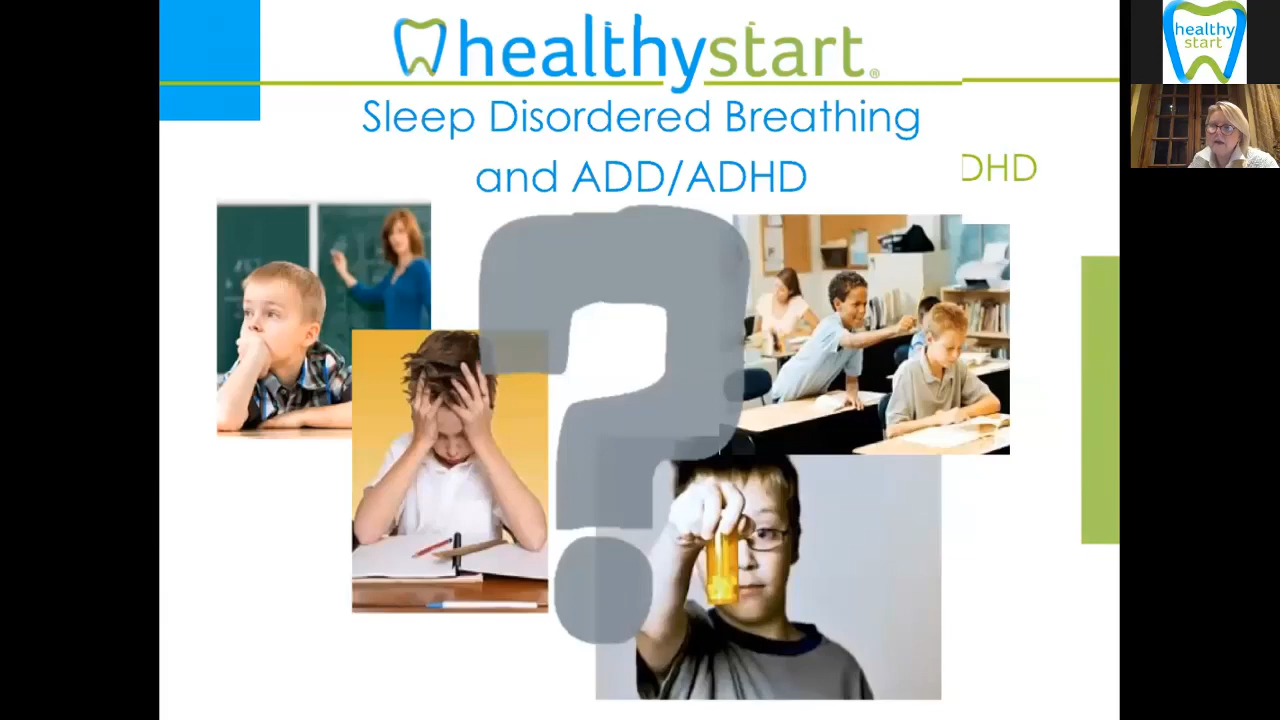 healthystart®
Sleep Disordered Breathing
and ADD/ADHD
DHD
healthy
start